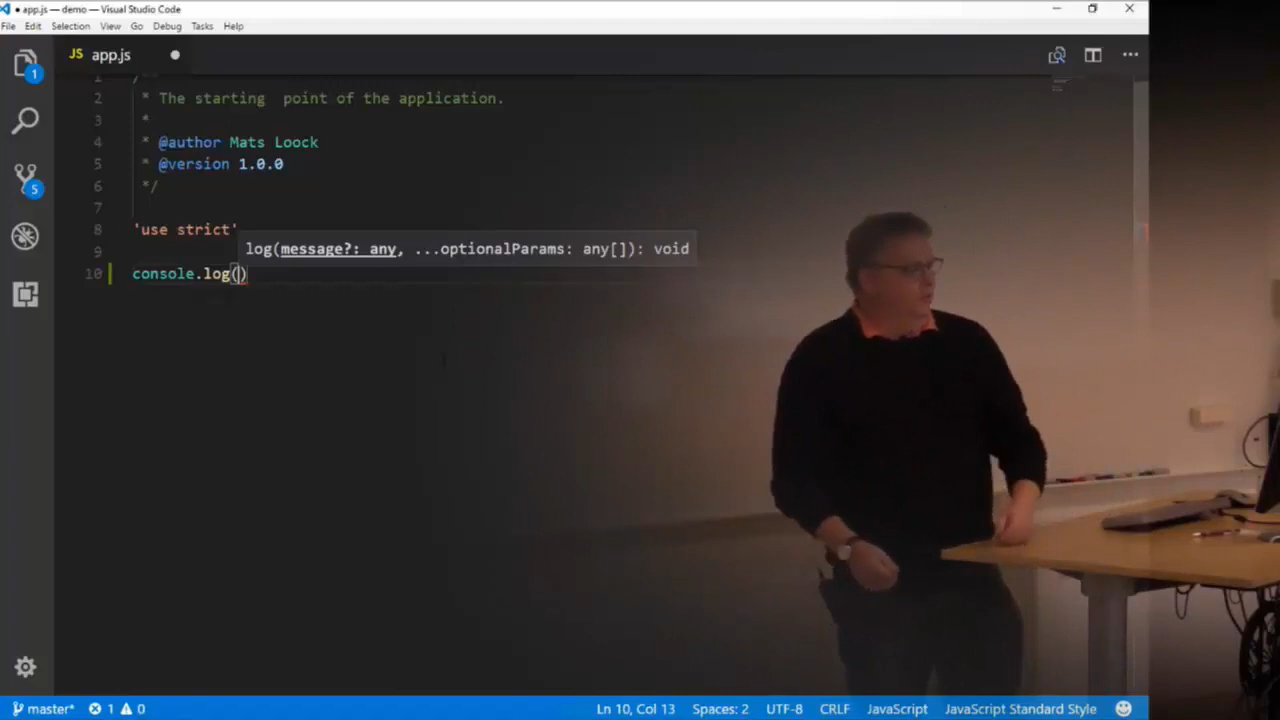 app.js — demo — Visual Studio Code
File Edit Selection View Go Debug Tasks Help
JS app.js
1
1
2 * The starting  point of the application.
3 *
4 * @author Mats Loock
5 * @version 1.0.0
6 */
7
8 'use strict'
log(message?: any, ...optionalParams: any[]): void
9
10 console.log()
5
master* 1 0 Ln 10, Col 13 Spaces: 2 UTF-8 CRLF JavaScript JavaScript Standard Style